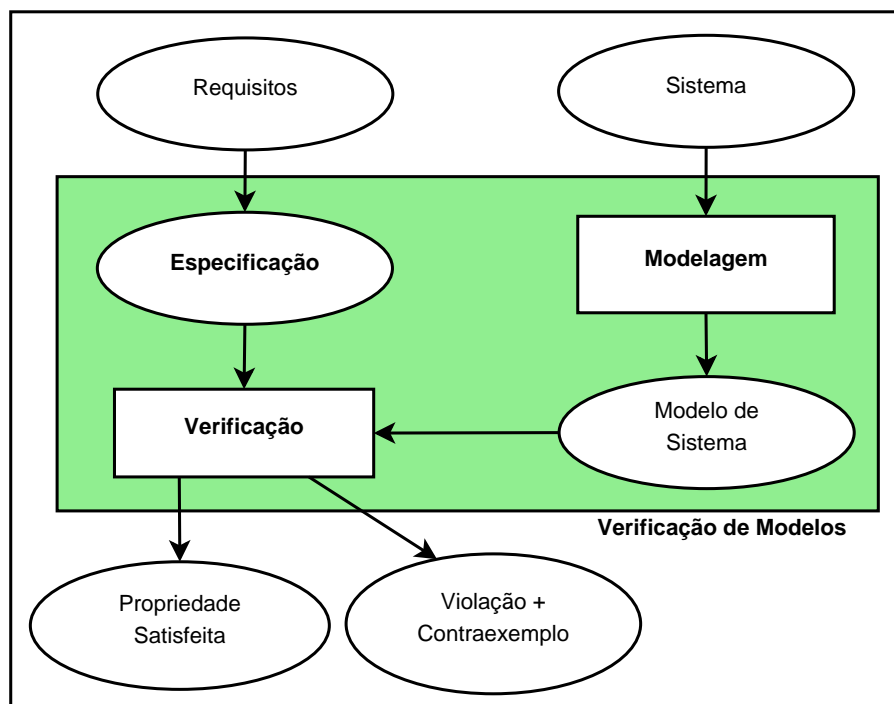 Requisitos
Sistema
Especificação
Modelagem
Verificação
Modelo de
Sistema
Verificação de Modelos
Propriedade
Satisfeita
Violação +
Contraexemplo